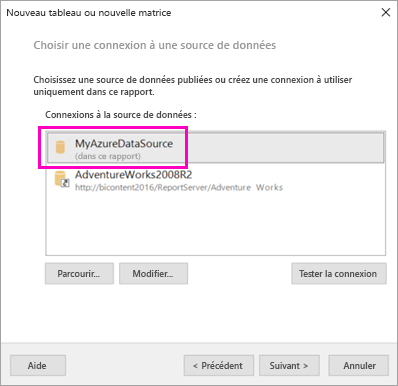 Nouveau tableau ou nouvelle matrice
Choisir une connexion à une source de données
Choisissez une source de données publiées ou créez une connexion à utiliser
uniquement dans ce rapport.
Connexions à la source de données :
MyAzureDataSource
(dans ce rapport)
AdventureWorks2008R2
http://bicontent2016/ReportServer/Adventure Works
Parcourir... Modifier... Tester la connexion
Aide < Précédent Suivant > Annuler